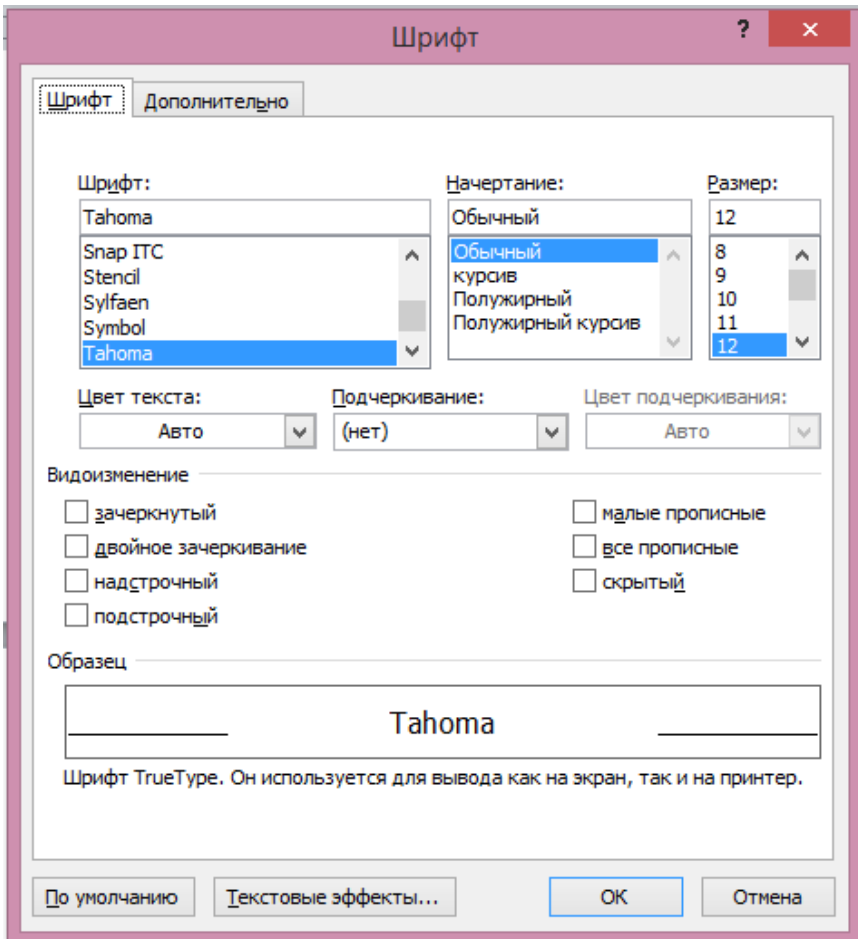 Шрифт ? ×
Шрифт Дополнительно
Шрифт: Начертание: Размер:
Tahoma Обычный 12
Snap ITC Обычный 8
Stencil курсив 9
Sylfaen Полужирный 10
Symbol Полужирный курсив 11
Tahoma 12
Цвет текста: Подчеркивание: Цвет подчеркивания:
Авто (нет) Авто
Видоизменение
зачеркнутый малые прописные
двойное зачеркивание все прописные
надстрочный скрытый
подстрочный
Образец
Tahoma
Шрифт TrueType. Он используется для вывода как на экран, так и на принтер.
По умолчанию Текстовые эффекты... ОК Отмена